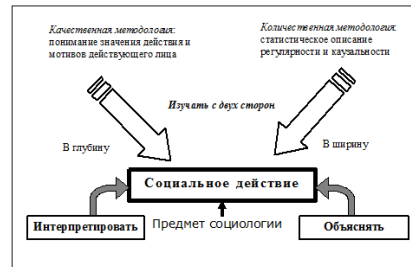 Качественная методология:
понимание значения действия и
мотивов действующего лица
Количественная методология:
статистическое описание
регулярности и каузальности
Изучать с двух сторон
В глубину
В ширину
Социальное действие
Интерпретировать
Предмет социологии
Объяснять